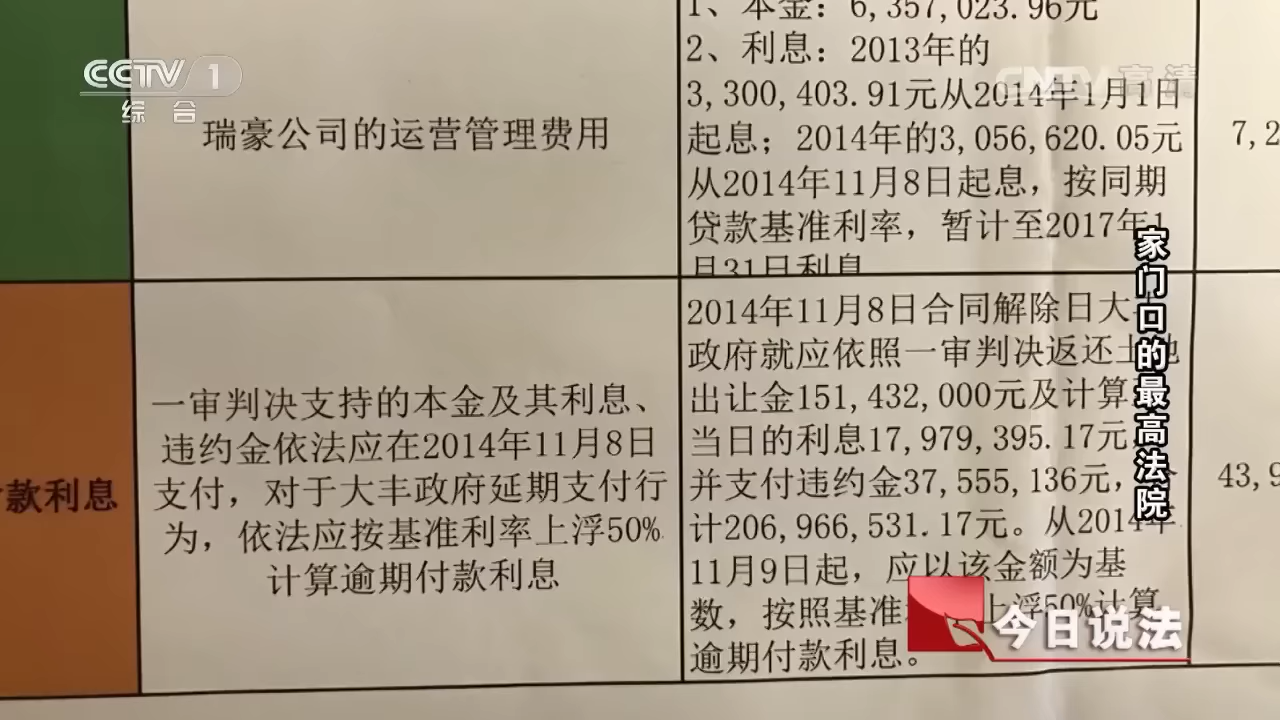 CCTV 1
综合
CNTV高清
瑞豪公司的运营管理费用
1、本金：6,357,023.96元
2、利息：2013年的
3,300,403.91元从2014年1月1日
起息；2014年的3,056,620.05元
从2014年11月8日起息，按同期
贷款基准利率，暂计至2017年1
月31日利息
7,2
款利息
一审判决支持的本金及其利息、
违约金依法应在2014年11月8日
支付，对于大丰政府延期支付行
为，依法应按基准利率上浮50%
计算逾期付款利息
2014年11月8日合同解除日大
政府就应依照一审判决返还土地
出让金151,432,000元及计算
当日的利息17,979,395.17元
并支付违约金37,555,136元，合
计206,966,531.17元。从2014年
11月9日起，应以该金额为基
数，按照基准 上浮50%计算
逾期付款利息。
43,9
家门口的最高法院
今日说法